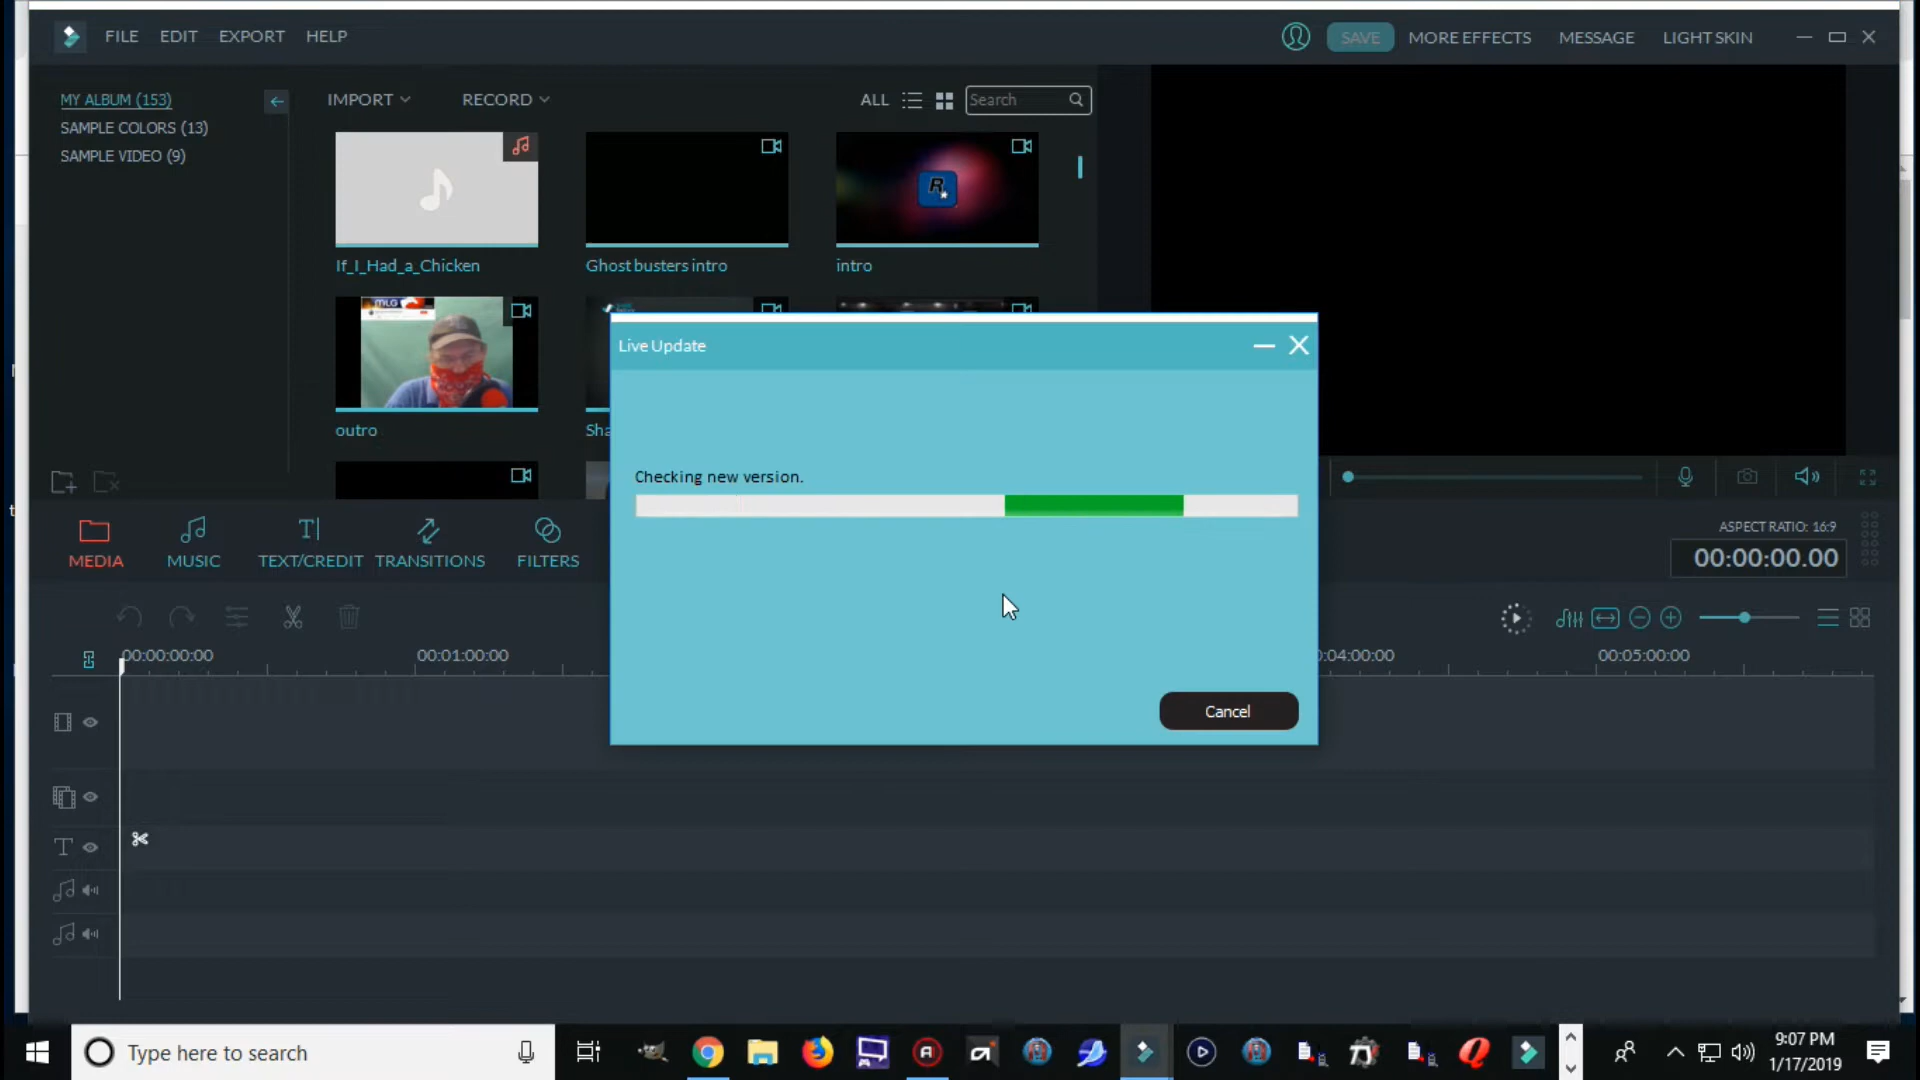 FILE EDIT EXPORT HELP
SAVE MORE EFFECTS MESSAGE LIGHT SKIN
MY ALBUM (153)
SAMPLE COLORS (13)
SAMPLE VIDEO (9)
IMPORT RECORD ALL Search
If_I_Had_a_Chicken Ghost busters intro intro
MLG
outro Sha
Live Update
Checking new version.
Cancel
MEDIA MUSIC TEXT/CREDIT TRANSITIONS FILTERS
ASPECT RATIO: 16:9
00:00:00.00
00:00:00:00 00:01:00:00 :04:00:00 00:05:00:00
Type here to search
9:07 PM
1/17/2019